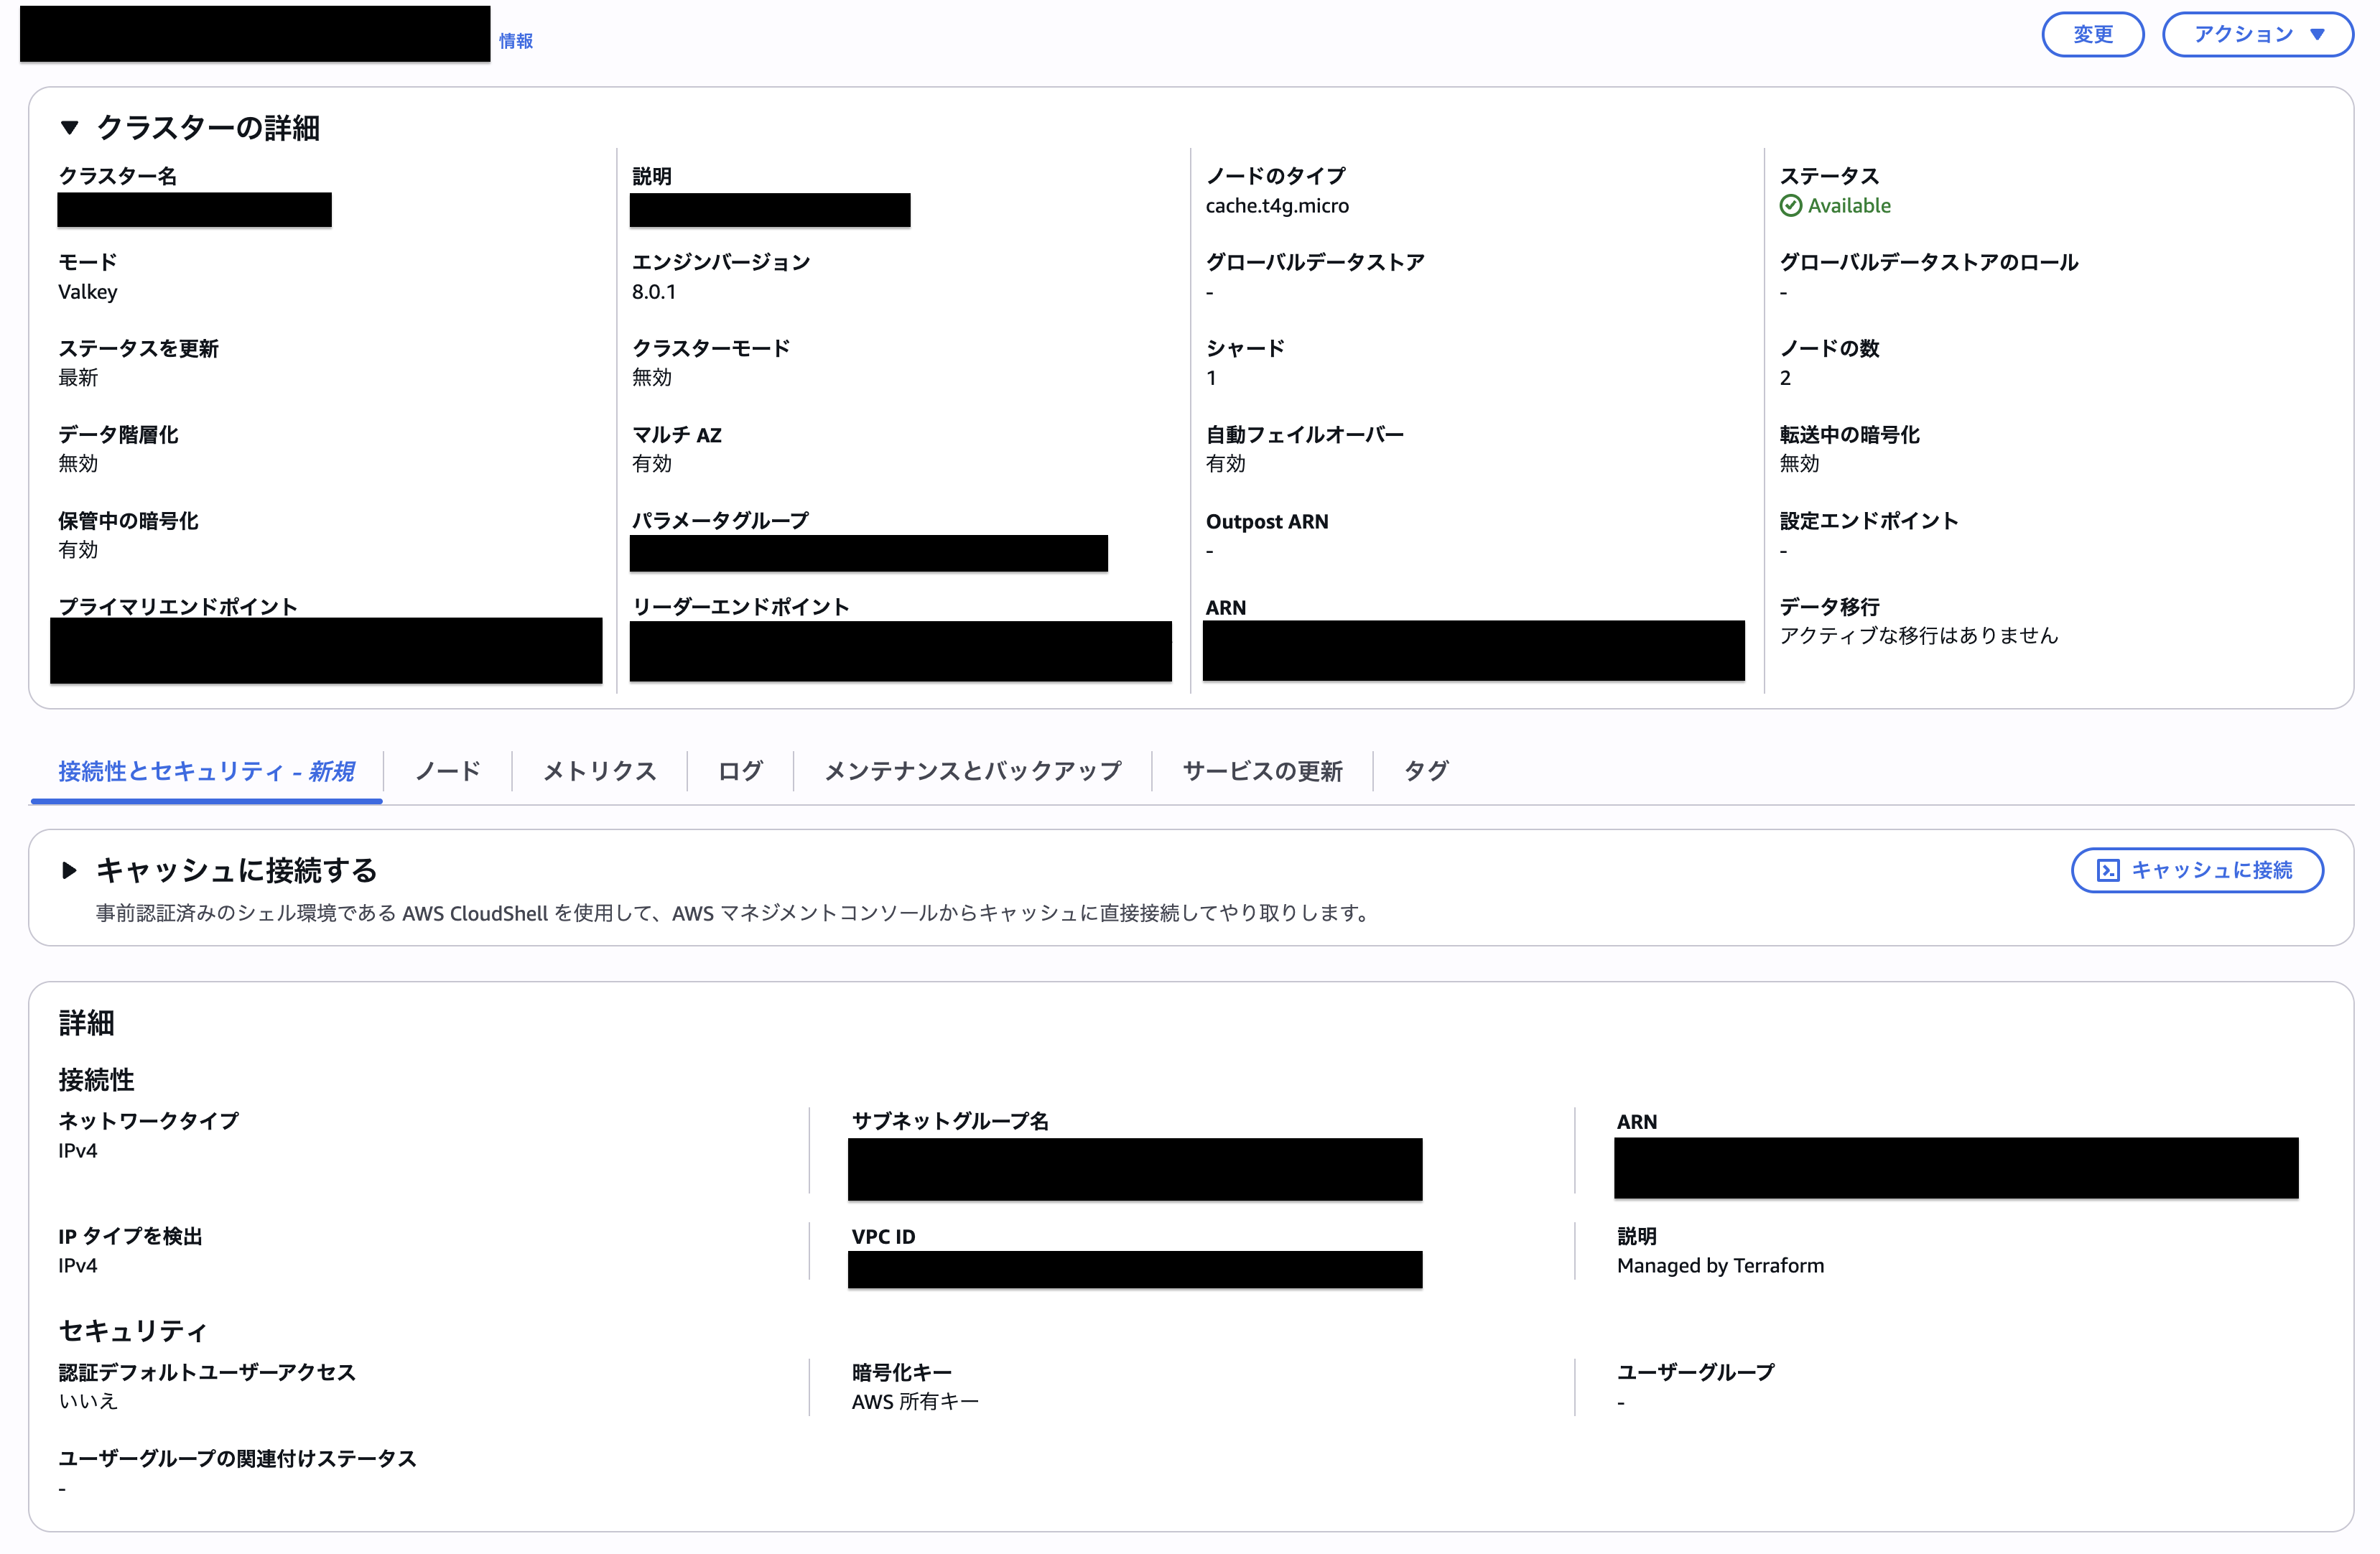 情報
変更
アクション
クラスターの詳細
クラスター名
説明
ノードのタイプ
cache.t4g.micro
ステータス
Available
モード
Valkey
エンジンバージョン
8.0.1
グローバルデータストア
-
グローバルデータストアのロール
-
ステータスを更新
最新
クラスターモード
無効
シャード
1
ノードの数
2
データ階層化
無効
マルチ AZ
有効
自動フェイルオーバー
有効
転送中の暗号化
無効
保管中の暗号化
有効
パラメータグループ
Outpost ARN
-
設定エンドポイント
-
プライマリエンドポイント
リーダーエンドポイント
ARN
データ移行
アクティブな移行はありません
接続性とセキュリティ - 新規
ノード
メトリクス
ログ
メンテナンスとバックアップ
サービスの更新
タグ
キャッシュに接続する
キャッシュに接続
事前認証済みのシェル環境である AWS CloudShell を使用して、AWS マネジメントコンソールからキャッシュに直接接続してやり取りします。
詳細
接続性
ネットワークタイプ
IPv4
サブネットグループ名
ARN
IP タイプを検出
IPv4
VPC ID
説明
Managed by Terraform
セキュリティ
認証デフォルトユーザーアクセス
いいえ
暗号化キー
AWS 所有キー
ユーザーグループ
-
ユーザーグループの関連付けステータス
-